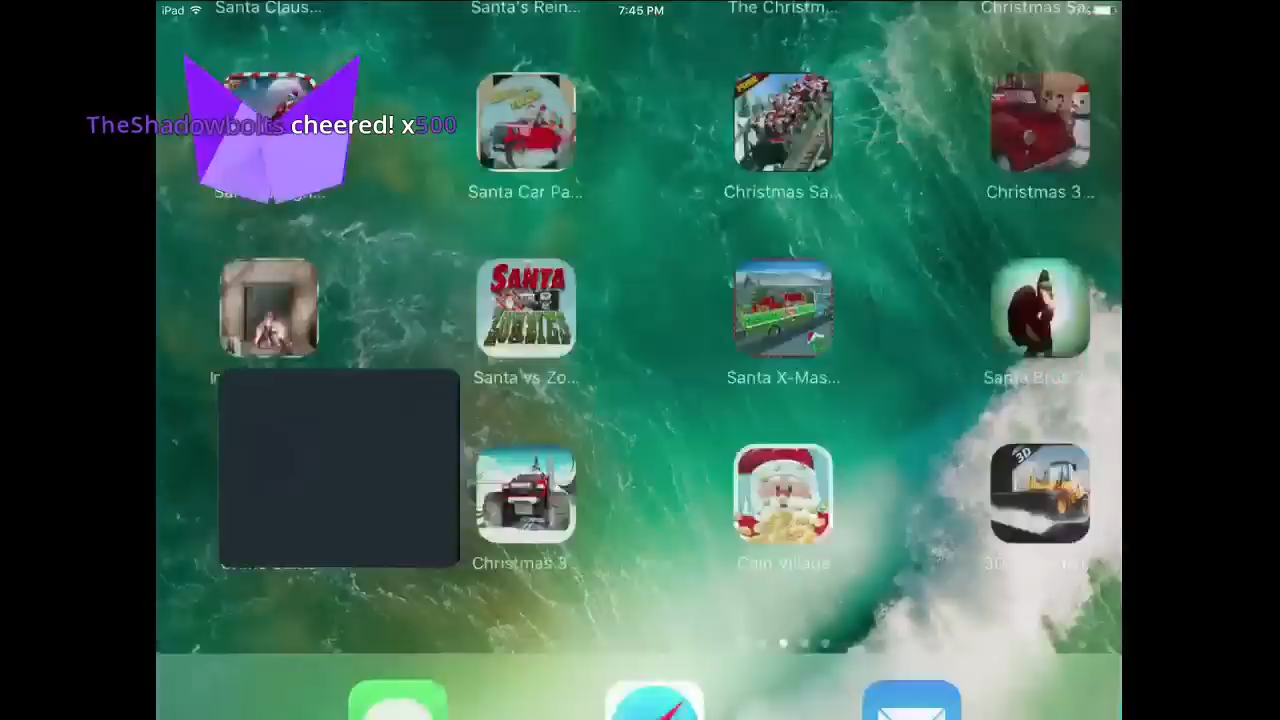 iPad 7:45 PM
Santa Claus... Santa's Rein... The Christm... Christmas Sa...
TheShadowbolts cheered! x500
Santa Car Pa... Christmas Sa... Christmas 3...
SANTA
ZOMBIES
Santa vs Zo... Santa X-Mas...
3D
Christmas 3... Coin Village